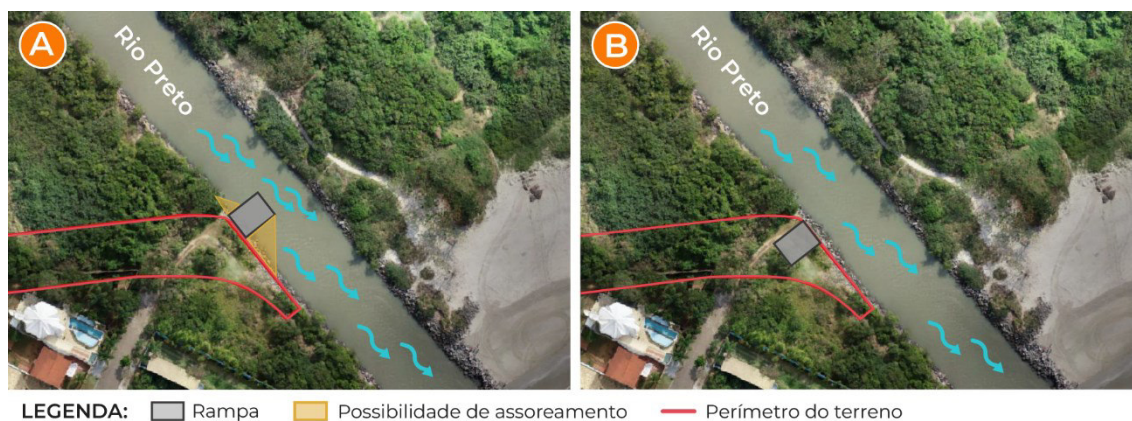 A
Rio Preto
B
Rio Preto
LEGENDA: Rampa Possibilidade de assoreamento Perímetro do terreno